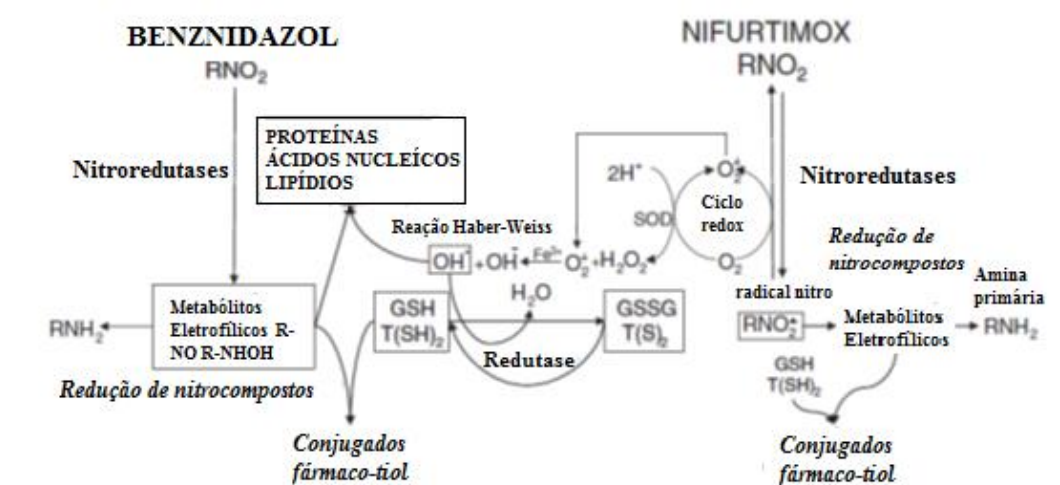 BENZNIDAZOL
RNO₂
NIFURTIMOX
RNO₂
Nitroredutases
PROTEÍNAS
ÁCIDOS NUCLEÍCOS
LIPÍDIOS
2H⁺
SOD
O₂
Ciclo
redox
O₂
Nitroredutases
Reação Haber-Weiss
OH + OH Fe²⁺ O₂ + H₂O₂
H₂O
Redução de
nitrocompostos
Amina
primária
radical nitro
RNH₂
Metabólitos
Eletrofílicos R-
NO R-NHOH
GSH
T(SH)₂
Redutase
GSSG
T(S)₂
RNO₂
Metabólitos
Eletrofílicos
RNH₂
GSH
T(SH)₂
Redução de nitrocompostos
Conjugados
fármaco-tiol
Conjugados
fármaco-tiol